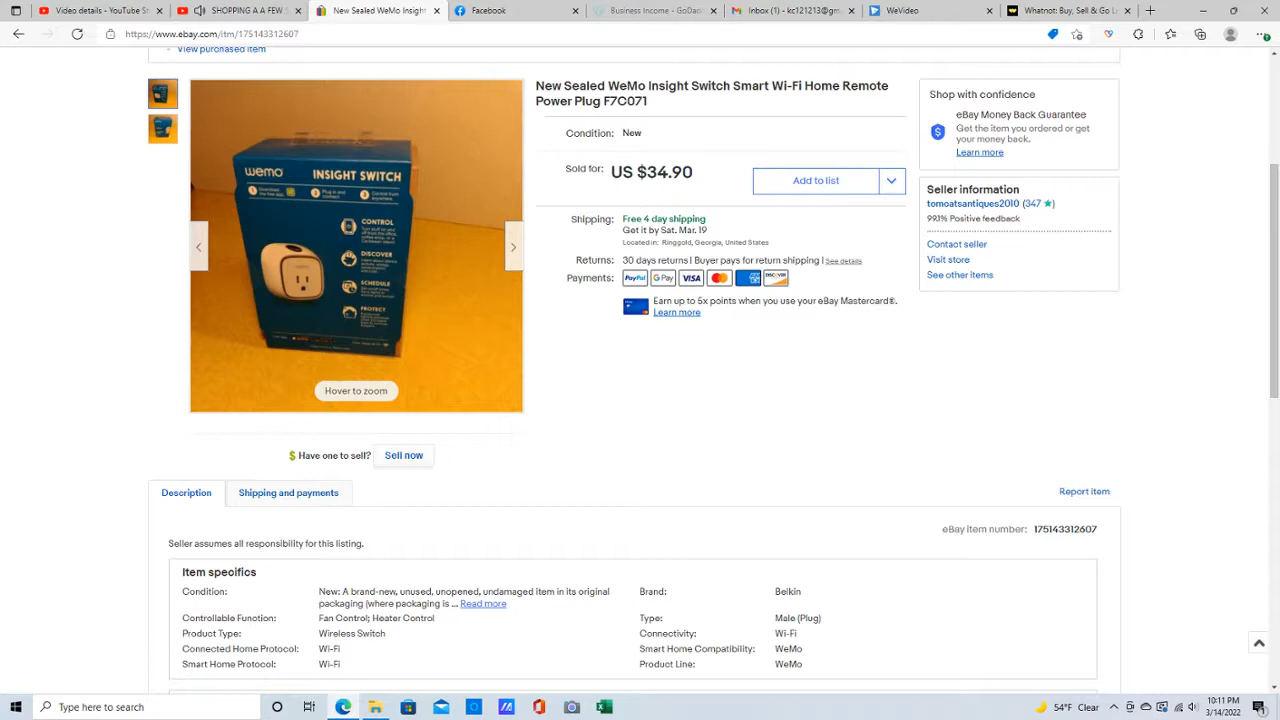 Video details - YouTube St
SHOPPING A A FEW S
New Sealed WeMo Insight
Facebook
Business Income - GoDad
Inbox (1) - kc121213@gm
WeVideo
Whatnot: Buy, Sell & Go L
https://www.ebay.com/itm/175143312607
View purchased item
New Sealed WeMo Insight Switch Smart Wi-Fi Home Remote
Power Plug F7C071
Condition: New
Sold for: US $34.90
Add to list
Shipping: Free 4 day shipping
Get it by Sat. Mar. 19
Located in: Ringgold, Georgia, United States
Returns: 30 days returns | Buyer pays for return shipping | See details
Payments: PayPal G Pay VISA DISCOVER
Earn up to 5x points when you use your eBay Mastercard®.
Learn more
Shop with confidence
eBay Money Back Guarantee
Get the item you ordered or get
your money back.
Learn more
Seller information
tomoatsantiques2010 (347 ★)
99.1% Positive feedback
Contact seller
Visit store
See other items
wemo INSIGHT SWITCH
CONTROL
DISCOVER
SCHEDULE
PROTECT
Hover to zoom
Have one to sell? Sell now
Description
Shipping and payments
Report item
eBay item number: 175143312607
Seller assumes all responsibility for this listing.
Item specifics
Condition: New: A brand-new, unused, unopened, undamaged item in its original
packaging (where packaging is ... Read more
Brand: Belkin
Controllable Function: Fan Control; Heater Control
Type: Male (Plug)
Product Type: Wireless Switch
Connectivity: Wi-Fi
Connected Home Protocol: Wi-Fi
Smart Home Compatibility: WeMo
Smart Home Protocol: Wi-Fi
Product Line: WeMo
Type here to search
54°F Clear
10:11 PM
3/14/2022